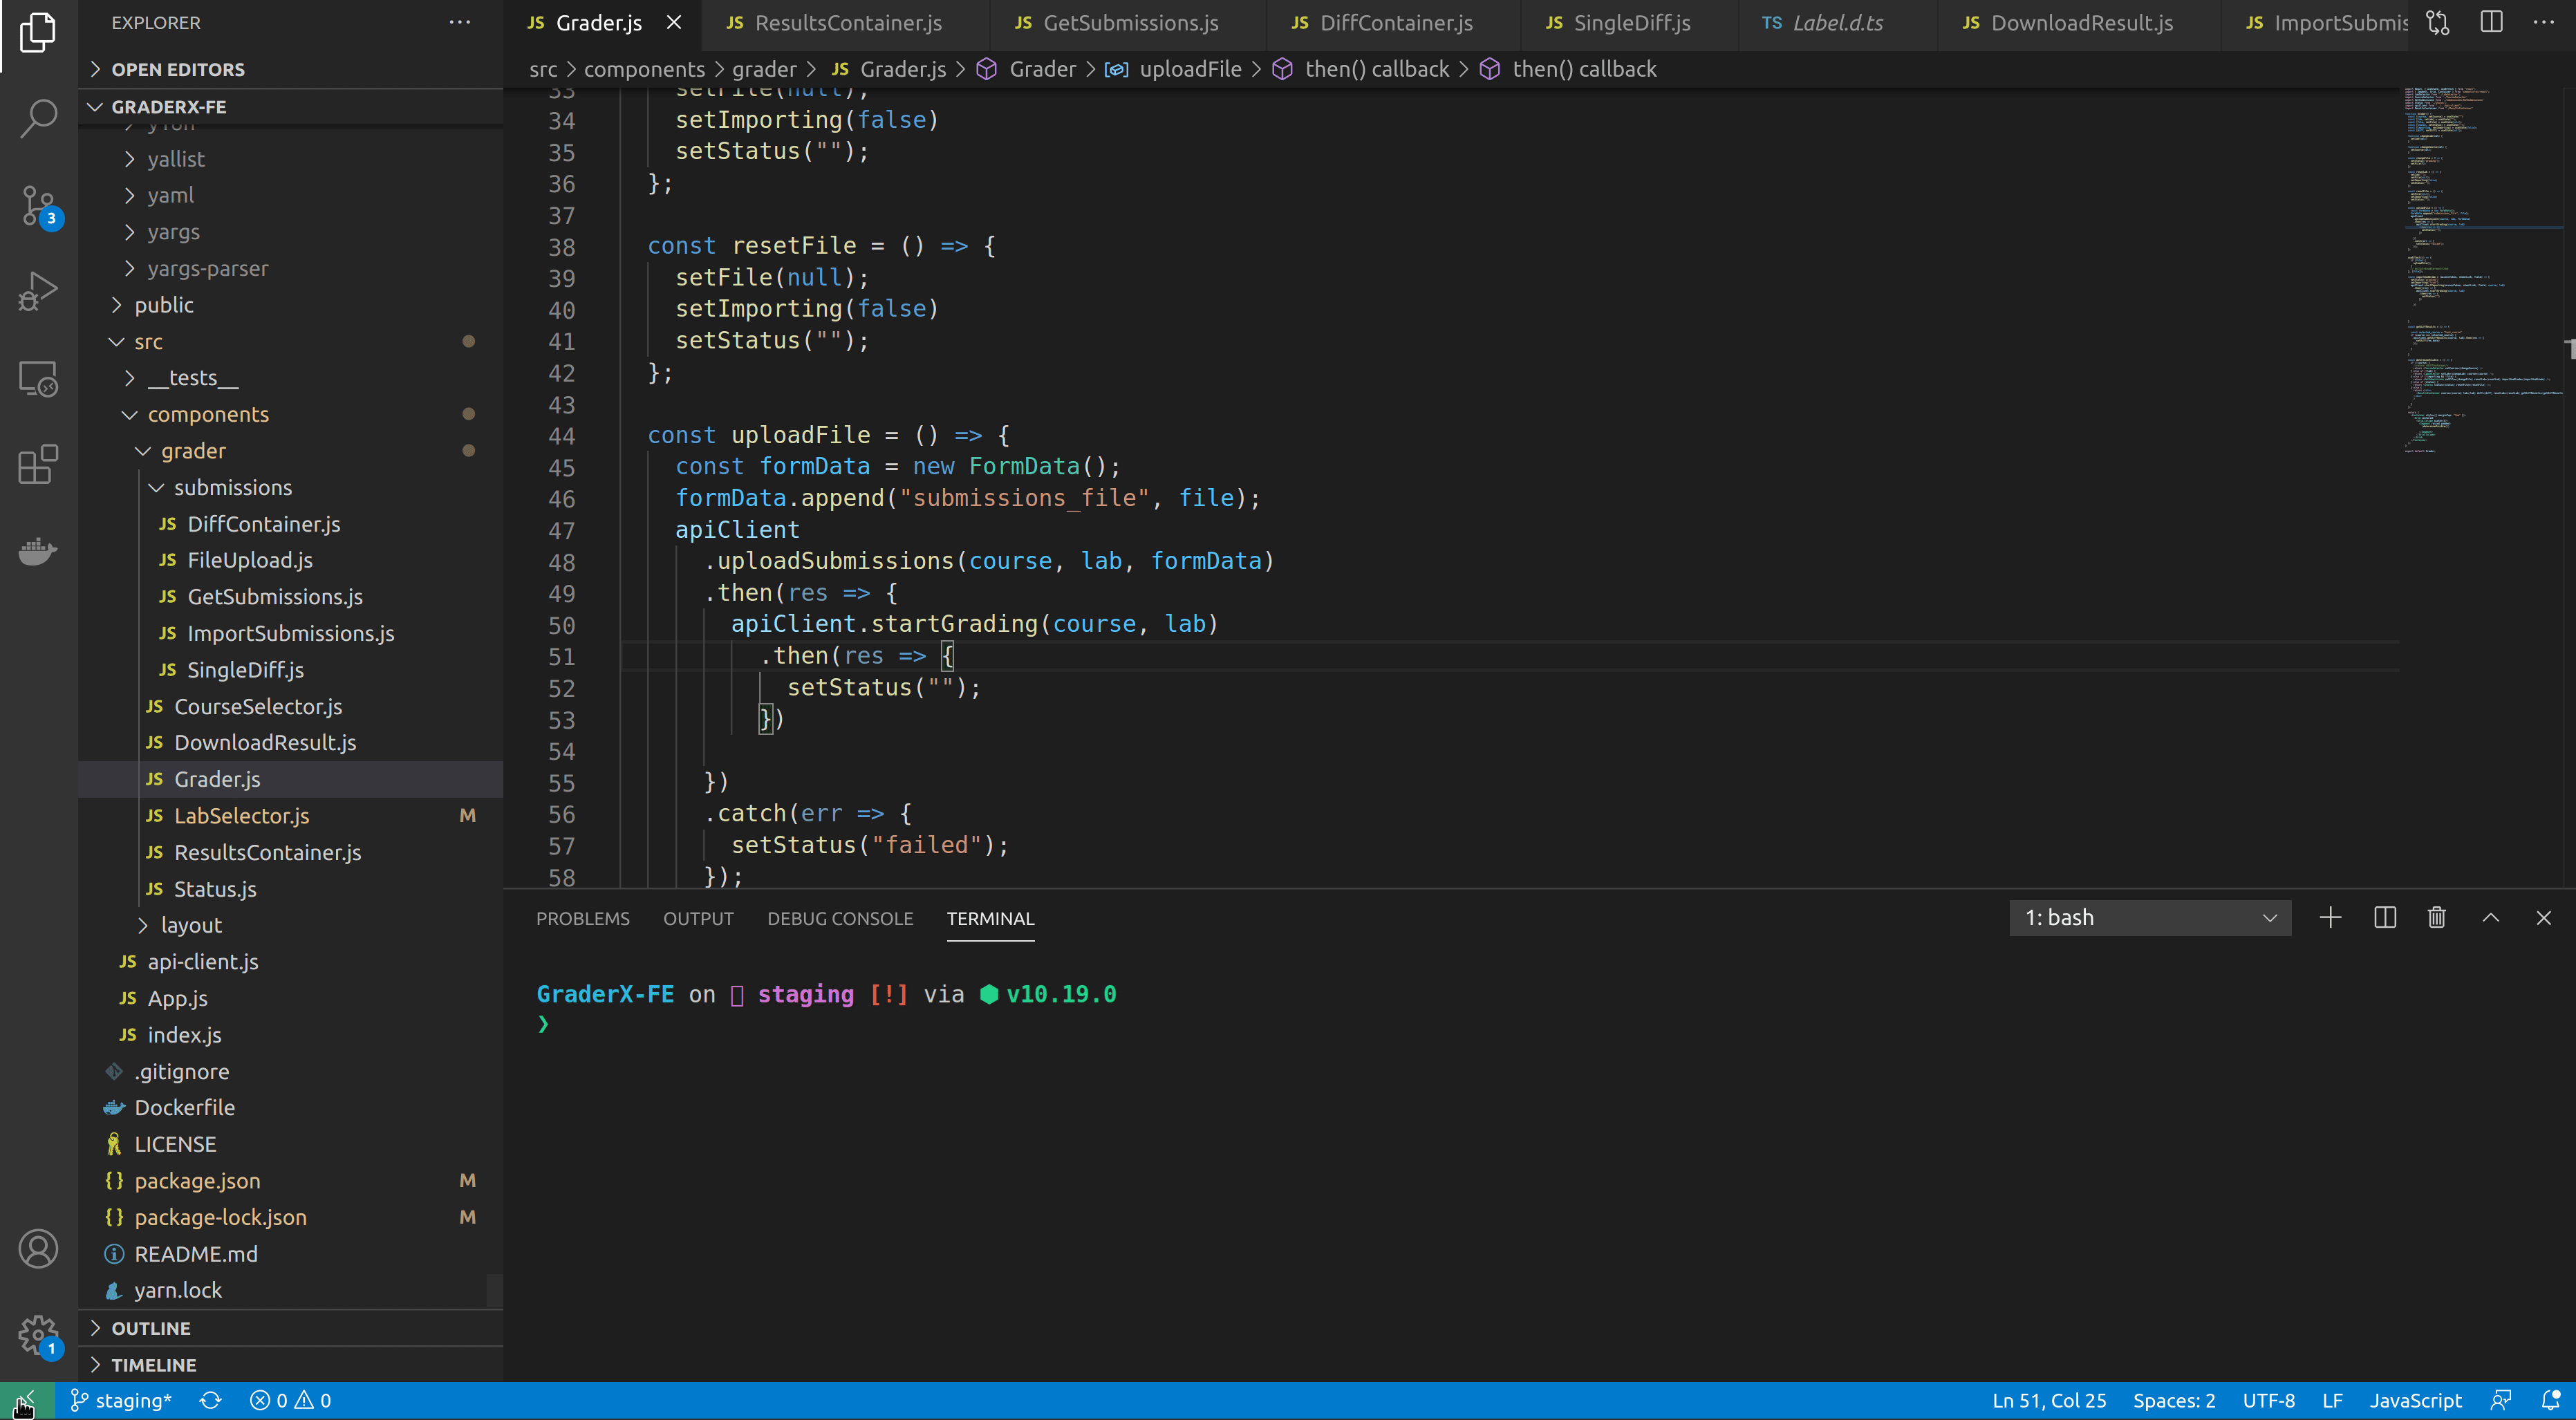 EXPLORER
OPEN EDITORS
GRADERX-FE
yallist
yaml
yargs
yargs-parser
public
src
__tests__
components
grader
submissions
JS DiffContainer.js
JS FileUpload.js
JS GetSubmissions.js
JS ImportSubmissions.js
JS SingleDiff.js
JS CourseSelector.js
JS DownloadResult.js
JS Grader.js
JS LabSelector.js M
JS ResultsContainer.js
JS Status.js
layout
JS api-client.js
JS App.js
JS index.js
.gitignore
Dockerfile
LICENSE
{} package.json M
{} package-lock.json M
README.md
yarn.lock
OUTLINE
TIMELINE
3
1
JS Grader.js JS ResultsContainer.js JS GetSubmissions.js JS DiffContainer.js JS SingleDiff.js TS Label.d.ts JS DownloadResult.js JS ImportSubmis
src > components > grader > JS Grader.js > Grader > uploadFile > then() callback > then() callback
33 setFile(null);
34 setImporting(false)
35 setStatus("");
36 };
37
38 const resetFile = () => {
39 setFile(null);
40 setImporting(false)
41 setStatus("");
42 };
43
44 const uploadFile = () => {
45 const formData = new FormData();
46 formData.append("submissions_file", file);
47 apiClient
48 .uploadSubmissions(course, lab, formData)
49 .then(res => {
50 apiClient.startGrading(course, lab)
51 .then(res => {
52 setStatus("");
53 })
54
55 })
56 .catch(err => {
57 setStatus("failed");
58 });
PROBLEMS OUTPUT DEBUG CONSOLE TERMINAL 1: bash
GraderX-FE on staging [!] via v10.19.0
❯
staging* 0 0 Ln 51, Col 25 Spaces: 2 UTF-8 LF JavaScript